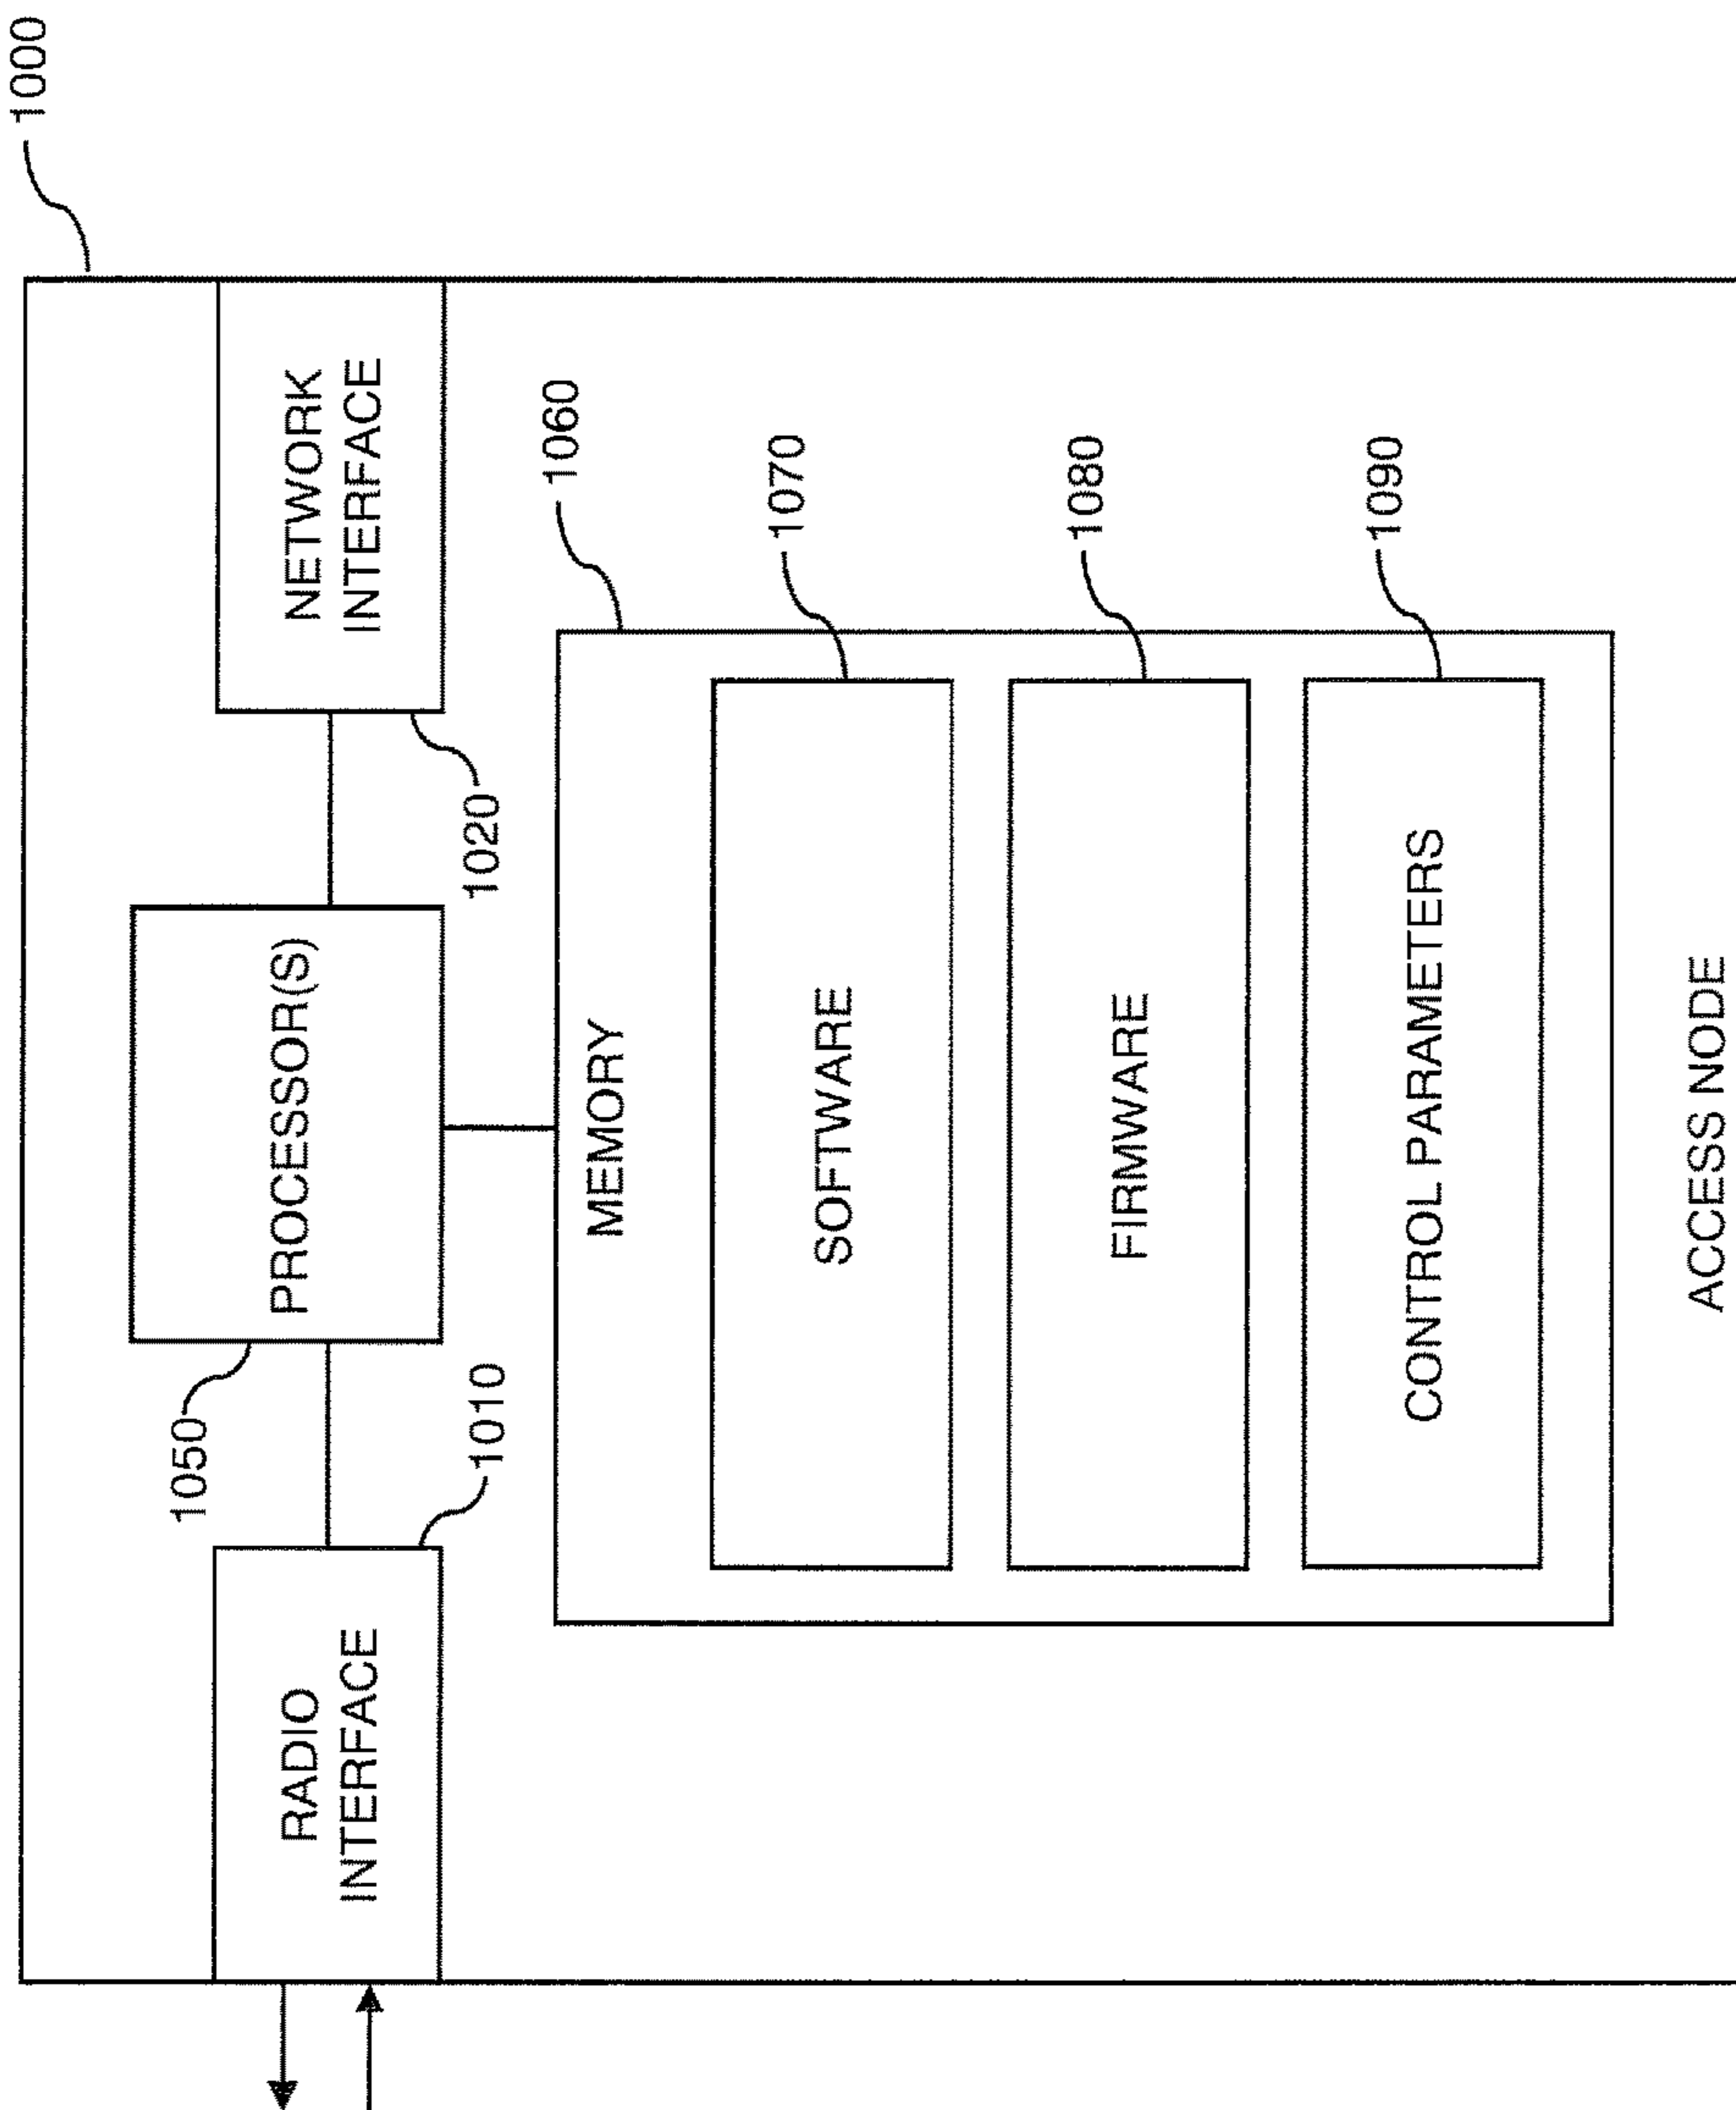 1000
RADIO
INTERFACE
1010
1050
PROCESSOR(S)
NETWORK
INTERFACE
1020
1060
MEMORY
1070
SOFTWARE
1080
FIRMWARE
1090
CONTROL PARAMETERS
ACCESS NODE